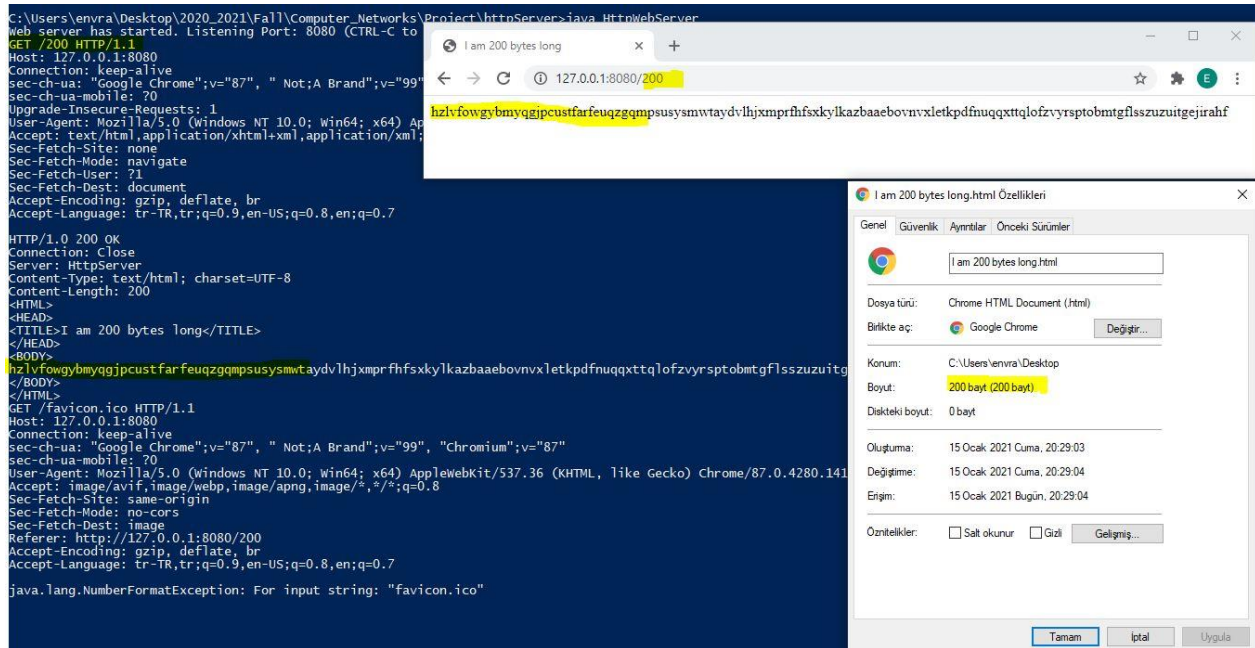 C:\Users\envra\Desktop\2020_2021\Fall\Computer_Networks\Project\httpServer>java HttpWebServer
Web server has started. Listening Port: 8080 (CTRL-C to
GET /200 HTTP/1.1
Host: 127.0.0.1:8080
Connection: keep-alive
sec-ch-ua: "Google Chrome";v="87", " Not;A Brand";v="99"
sec-ch-ua-mobile: ?0
Upgrade-Insecure-Requests: 1
User-Agent: Mozilla/5.0 (Windows NT 10.0; Win64; x64) Ap
Accept: text/html,application/xhtml+xml,application/xml;
Sec-Fetch-Site: none
Sec-Fetch-Mode: navigate
Sec-Fetch-User: ?1
Sec-Fetch-Dest: document
Accept-Encoding: gzip, deflate, br
Accept-Language: tr-TR,tr;q=0.9,en-US;q=0.8,en;q=0.7
HTTP/1.0 200 OK
Connection: Close
Server: HttpServer
Content-Type: text/html; charset=UTF-8
Content-Length: 200
<HTML>
<HEAD>
<TITLE>I am 200 bytes long</TITLE>
</HEAD>
<BODY>
hzlvfowgybmyqgjpcustfarfeuqzgqmpsusysmwtaydvlhjxmprfhfsxkylkazbaaebovnvxletkpdfnuqqxttqlofzvyrsptobmtgflsszuzuitg
</BODY>
</HTML>
GET /favicon.ico HTTP/1.1
Host: 127.0.0.1:8080
Connection: keep-alive
sec-ch-ua: "Google Chrome";v="87", " Not;A Brand";v="99", "Chromium";v="87"
sec-ch-ua-mobile: ?0
User-Agent: Mozilla/5.0 (Windows NT 10.0; Win64; x64) AppleWebKit/537.36 (KHTML, like Gecko) Chrome/87.0.4280.141
Accept: image/avif,image/webp,image/apng,image/*,*/*;q=0.8
Sec-Fetch-Site: same-origin
Sec-Fetch-Mode: no-cors
Sec-Fetch-Dest: image
Referer: http://127.0.0.1:8080/200
Accept-Encoding: gzip, deflate, br
Accept-Language: tr-TR,tr;q=0.9,en-US;q=0.8,en;q=0.7
java.lang.NumberFormatException: For input string: "favicon.ico"
I am 200 bytes long
127.0.0.1:8080/200
E
hzlvfowgybmyqgjpcustfarfeuqzgqmpsusysmwtaydvlhjxmprfhfsxkylkazbaaebovnvxletkpdfnuqqxttqlofzvyrsptobmtgflsszuzuitgejirahf
I am 200 bytes long.html Özellikleri
Genel Güvenlik Ayrıntılar Önceki Sürümler
I am 200 bytes long.html
Dosya türü: Chrome HTML Document (.html)
Birlikte aç: Google Chrome Değiştir...
Konum: C:\Users\envra\Desktop
Boyut: 200 bayt (200 bayt)
Diskteki boyut: 0 bayt
Oluşturma: 15 Ocak 2021 Cuma, 20:29:03
Değiştirme: 15 Ocak 2021 Cuma, 20:29:04
Erişim: 15 Ocak 2021 Bugün, 20:29:04
Öznitelikler: Salt okunur Gizli Gelişmiş...
Tamam İptal Uygula